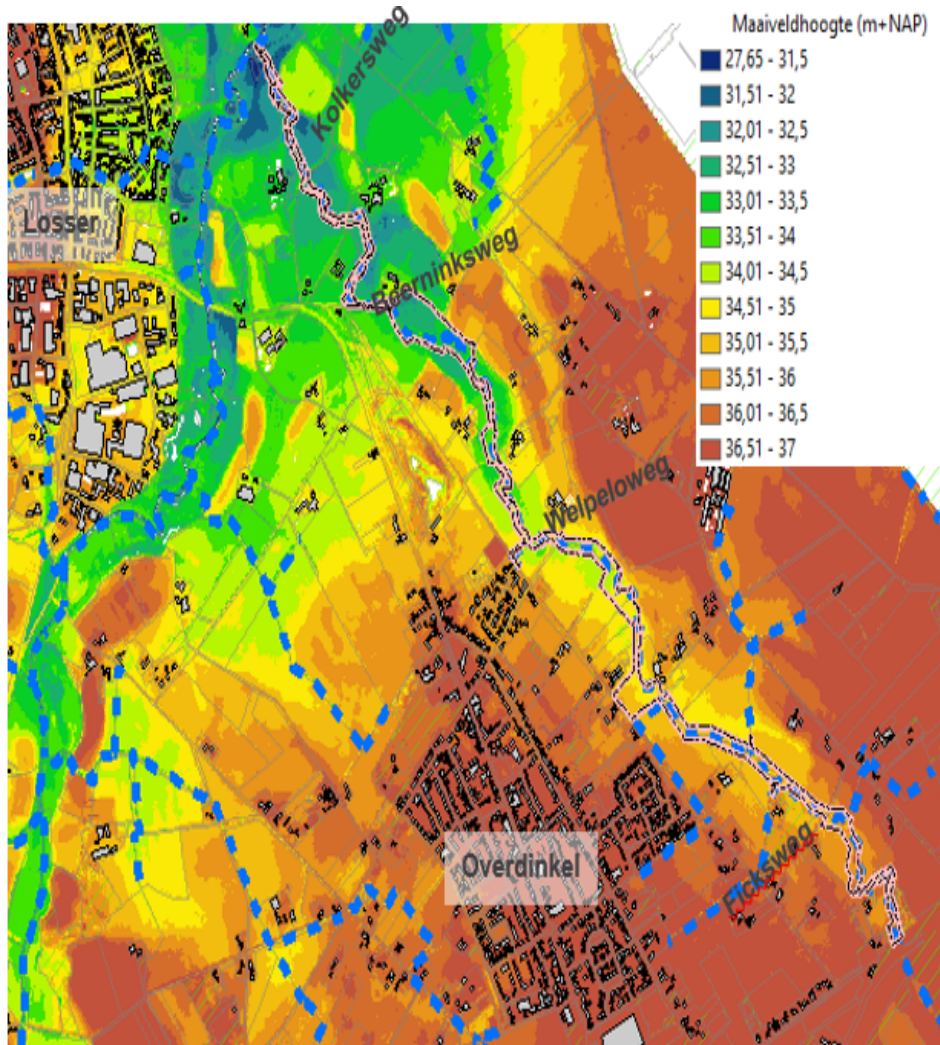 Maaiveldhoogte (m+NAP)
27,65 - 31,5
31,51 - 32
32,01 - 32,5
32,51 - 33
33,01 - 33,5
33,51 - 34
34,01 - 34,5
34,51 - 35
35,01 - 35,5
35,51 - 36
36,01 - 36,5
36,51 - 37
Kolkersweg
Losser
Beerninksweg
Welpeloweg
Overdinkel
Flicksweg